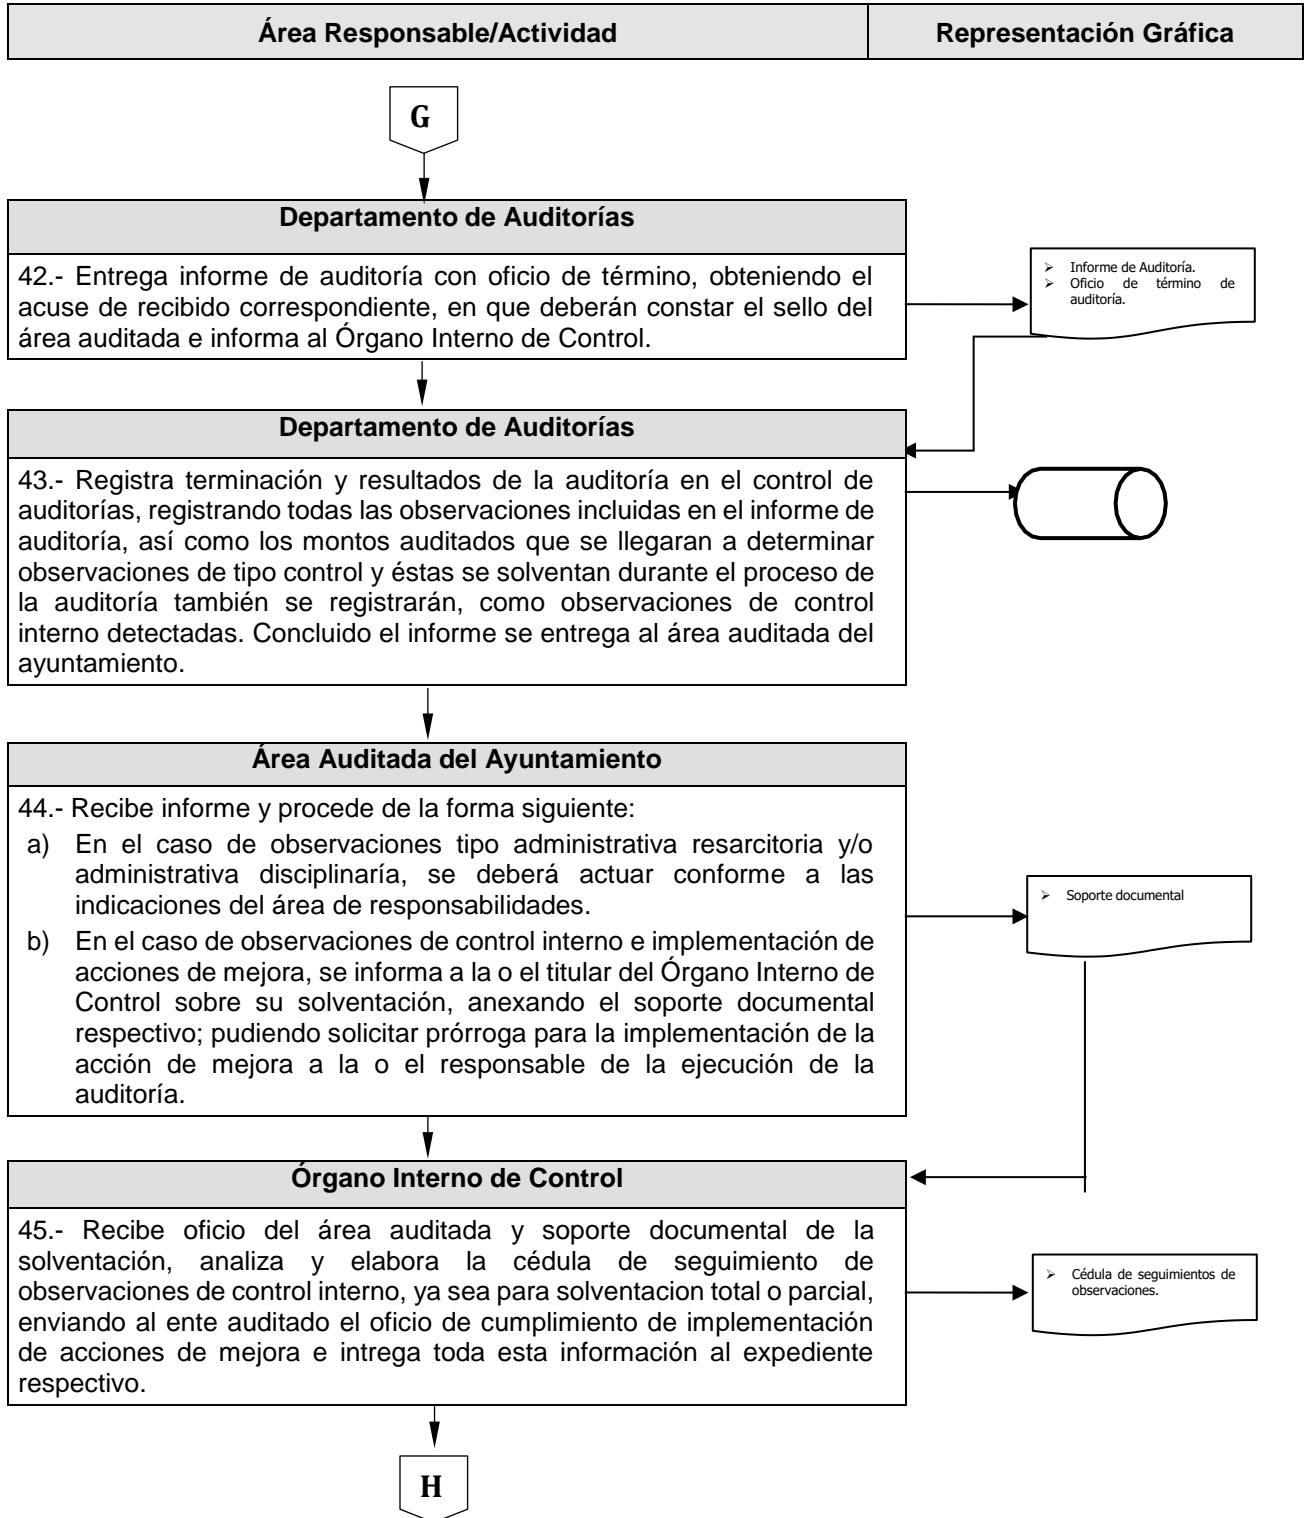 Área Responsable/Actividad
Representación Gráfica
G
Departamento de Auditorías
42.- Entrega informe de auditoría con oficio de término, obteniendo el
acuse de recibido correspondiente, en que deberán constar el sello del
área auditada e informa al Órgano Interno de Control.
➢ Informe de Auditoría.
➢ Oficio de término de
auditoría.
Departamento de Auditorías
43.- Registra terminación y resultados de la auditoría en el control de
auditorías, registrando todas las observaciones incluidas en el informe de
auditoría, así como los montos auditados que se llegaran a determinar
observaciones de tipo control y éstas se solventan durante el proceso de
la auditoría también se registrarán, como observaciones de control
interno detectadas. Concluido el informe se entrega al área auditada del
ayuntamiento.
Área Auditada del Ayuntamiento
44.- Recibe informe y procede de la forma siguiente:
a) En el caso de observaciones tipo administrativa resarcitoria y/o
administrativa disciplinaría, se deberá actuar conforme a las
indicaciones del área de responsabilidades.
b) En el caso de observaciones de control interno e implementación de
acciones de mejora, se informa a la o el titular del Órgano Interno de
Control sobre su solventación, anexando el soporte documental
respectivo; pudiendo solicitar prórroga para la implementación de la
acción de mejora a la o el responsable de la ejecución de la
auditoría.
➢ Soporte documental
Órgano Interno de Control
45.- Recibe oficio del área auditada y soporte documental de la
solventación, analiza y elabora la cédula de seguimiento de
observaciones de control interno, ya sea para solventacion total o parcial,
enviando al ente auditado el oficio de cumplimiento de implementación
de acciones de mejora e intrega toda esta información al expediente
respectivo.
➢ Cédula de seguimientos de
observaciones.
H